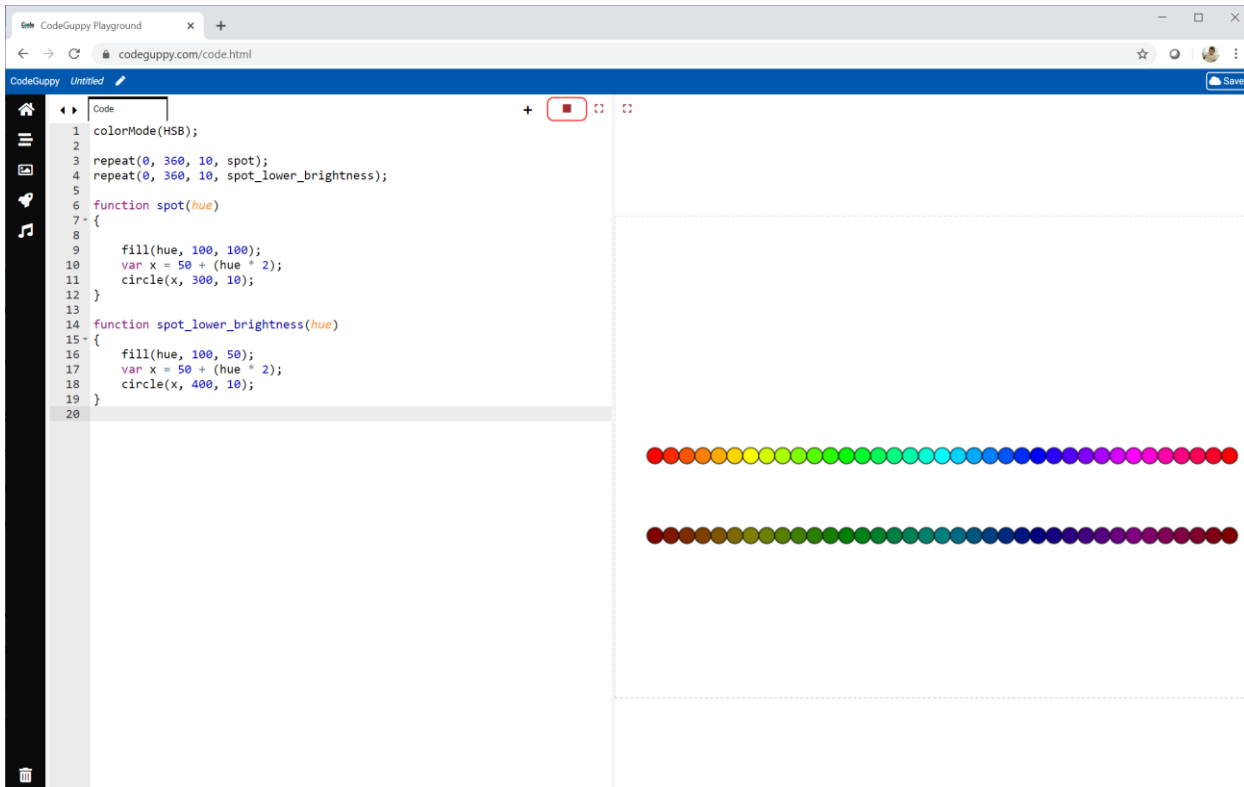 Code CodeGuppy Playground
codeguppy.com/code.html
CodeGuppy Untitled
Save
Code
1 colorMode(HSB);
2
3 repeat(0, 360, 10, spot);
4 repeat(0, 360, 10, spot_lower_brightness);
5
6 function spot(hue)
7 {
8
9 fill(hue, 100, 100);
10 var x = 50 + (hue * 2);
11 circle(x, 300, 10);
12 }
13
14 function spot_lower_brightness(hue)
15 {
16 fill(hue, 100, 50);
17 var x = 50 + (hue * 2);
18 circle(x, 400, 10);
19 }
20